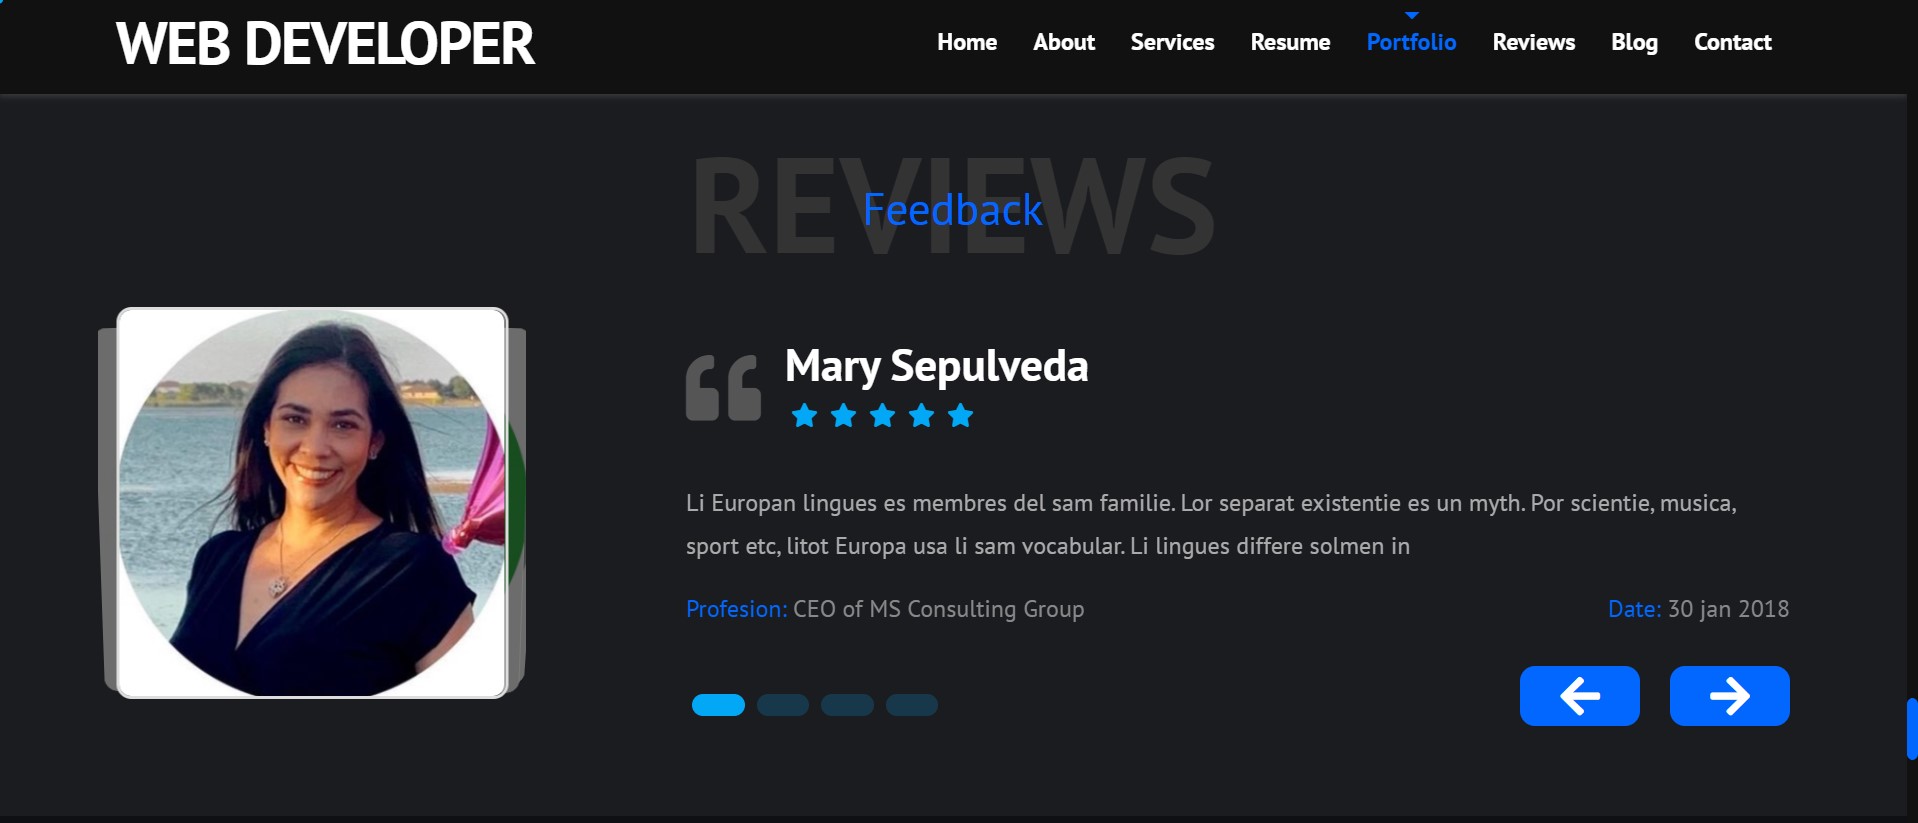 WEB DEVELOPER
Home About Services Resume Portfolio Reviews Blog Contact
REVIEWS
Feedback
Mary Sepulveda
Li Europan lingues es membres del sam familie. Lor separat existentie es un myth. Por scientie, musica,
sport etc, litot Europa usa li sam vocabular. Li lingues differe solmen in
Profesion: CEO of MS Consulting Group
Date: 30 jan 2018